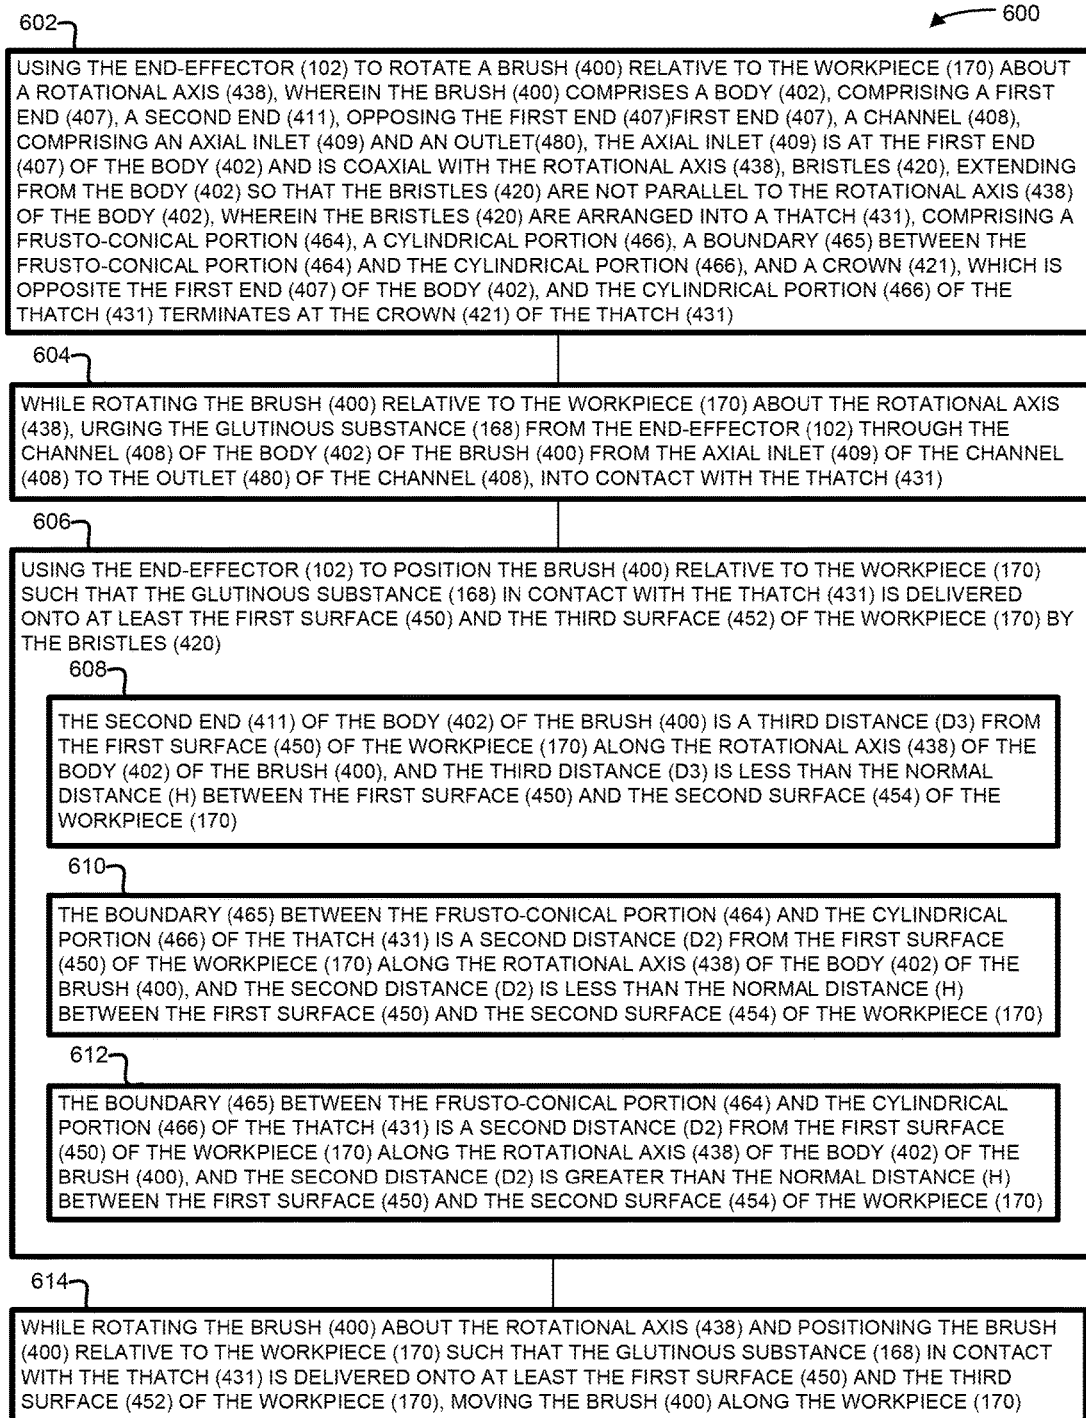 600
602
USING THE END-EFFECTOR (102) TO ROTATE A BRUSH (400) RELATIVE TO THE WORKPIECE (170) ABOUT
A ROTATIONAL AXIS (438), WHEREIN THE BRUSH (400) COMPRISES A BODY (402), COMPRISING A FIRST
END (407), A SECOND END (411), OPPOSING THE FIRST END (407)FIRST END (407), A CHANNEL (408),
COMPRISING AN AXIAL INLET (409) AND AN OUTLET(480), THE AXIAL INLET (409) IS AT THE FIRST END
(407) OF THE BODY (402) AND IS COAXIAL WITH THE ROTATIONAL AXIS (438), BRISTLES (420), EXTENDING
FROM THE BODY (402) SO THAT THE BRISTLES (420) ARE NOT PARALLEL TO THE ROTATIONAL AXIS (438)
OF THE BODY (402), WHEREIN THE BRISTLES (420) ARE ARRANGED INTO A THATCH (431), COMPRISING A
FRUSTO-CONICAL PORTION (464), A CYLINDRICAL PORTION (466), A BOUNDARY (465) BETWEEN THE
FRUSTO-CONICAL PORTION (464) AND THE CYLINDRICAL PORTION (466), AND A CROWN (421), WHICH IS
OPPOSITE THE FIRST END (407) OF THE BODY (402), AND THE CYLINDRICAL PORTION (466) OF THE
THATCH (431) TERMINATES AT THE CROWN (421) OF THE THATCH (431)
604
WHILE ROTATING THE BRUSH (400) RELATIVE TO THE WORKPIECE (170) ABOUT THE ROTATIONAL AXIS
(438), URGING THE GLUTINOUS SUBSTANCE (168) FROM THE END-EFFECTOR (102) THROUGH THE
CHANNEL (408) OF THE BODY (402) OF THE BRUSH (400) FROM THE AXIAL INLET (409) OF THE CHANNEL
(408) TO THE OUTLET (480) OF THE CHANNEL (408), INTO CONTACT WITH THE THATCH (431)
606
USING THE END-EFFECTOR (102) TO POSITION THE BRUSH (400) RELATIVE TO THE WORKPIECE (170)
SUCH THAT THE GLUTINOUS SUBSTANCE (168) IN CONTACT WITH THE THATCH (431) IS DELIVERED
ONTO AT LEAST THE FIRST SURFACE (450) AND THE THIRD SURFACE (452) OF THE WORKPIECE (170) BY
THE BRISTLES (420)
608
THE SECOND END (411) OF THE BODY (402) OF THE BRUSH (400) IS A THIRD DISTANCE (D3) FROM
THE FIRST SURFACE (450) OF THE WORKPIECE (170) ALONG THE ROTATIONAL AXIS (438) OF THE
BODY (402) OF THE BRUSH (400), AND THE THIRD DISTANCE (D3) IS LESS THAN THE NORMAL
DISTANCE (H) BETWEEN THE FIRST SURFACE (450) AND THE SECOND SURFACE (454) OF THE
WORKPIECE (170)
610
THE BOUNDARY (465) BETWEEN THE FRUSTO-CONICAL PORTION (464) AND THE CYLINDRICAL
PORTION (466) OF THE THATCH (431) IS A SECOND DISTANCE (D2) FROM THE FIRST SURFACE
(450) OF THE WORKPIECE (170) ALONG THE ROTATIONAL AXIS (438) OF THE BODY (402) OF THE
BRUSH (400), AND THE SECOND DISTANCE (D2) IS LESS THAN THE NORMAL DISTANCE (H)
BETWEEN THE FIRST SURFACE (450) AND THE SECOND SURFACE (454) OF THE WORKPIECE (170)
612
THE BOUNDARY (465) BETWEEN THE FRUSTO-CONICAL PORTION (464) AND THE CYLINDRICAL
PORTION (466) OF THE THATCH (431) IS A SECOND DISTANCE (D2) FROM THE FIRST SURFACE
(450) OF THE WORKPIECE (170) ALONG THE ROTATIONAL AXIS (438) OF THE BODY (402) OF THE
BRUSH (400), AND THE SECOND DISTANCE (D2) IS GREATER THAN THE NORMAL DISTANCE (H)
BETWEEN THE FIRST SURFACE (450) AND THE SECOND SURFACE (454) OF THE WORKPIECE (170)
614
WHILE ROTATING THE BRUSH (400) ABOUT THE ROTATIONAL AXIS (438) AND POSITIONING THE BRUSH
(400) RELATIVE TO THE WORKPIECE (170) SUCH THAT THE GLUTINOUS SUBSTANCE (168) IN CONTACT
WITH THE THATCH (431) IS DELIVERED ONTO AT LEAST THE FIRST SURFACE (450) AND THE THIRD
SURFACE (452) OF THE WORKPIECE (170), MOVING THE BRUSH (400) ALONG THE WORKPIECE (170)